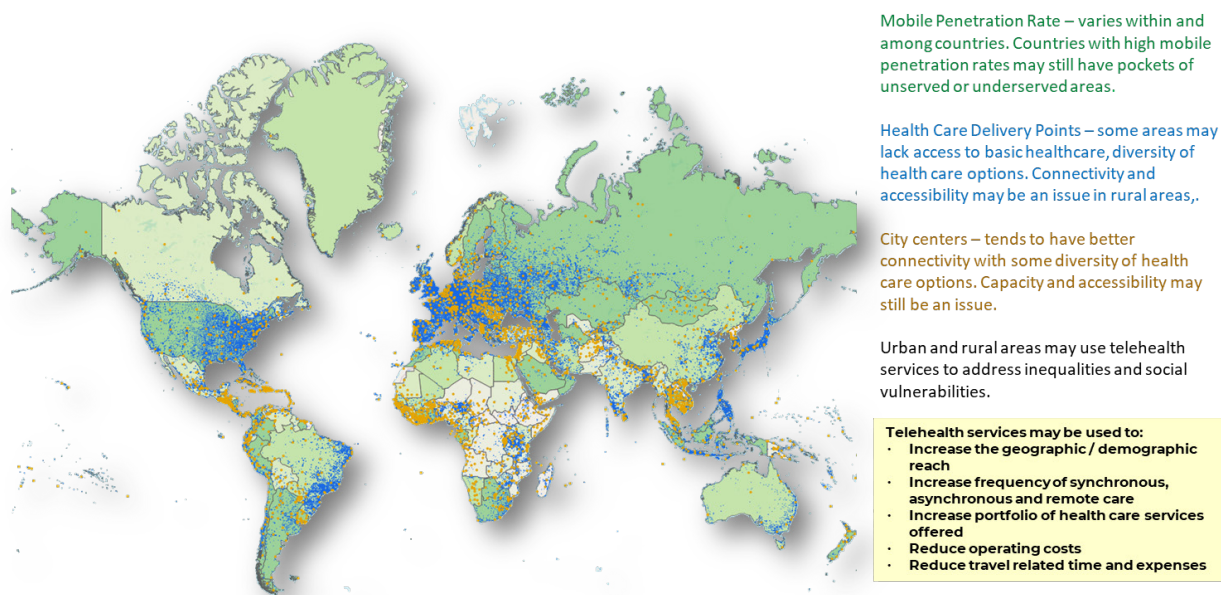 Mobile Penetration Rate – varies within and
among countries. Countries with high mobile
penetration rates may still have pockets of
unserved or underserved areas.
Health Care Delivery Points – some areas may
lack access to basic healthcare, diversity of
health care options. Connectivity and
accessibility may be an issue in rural areas,.
City centers – tends to have better
connectivity with some diversity of health
care options. Capacity and accessibility may
still be an issue.
Urban and rural areas may use telehealth
services to address inequalities and social
vulnerabilities.
Telehealth services may be used to:
· Increase the geographic / demographic
reach
· Increase frequency of synchronous,
asynchronous and remote care
· Increase portfolio of health care services
offered
· Reduce operating costs
· Reduce travel related time and expenses